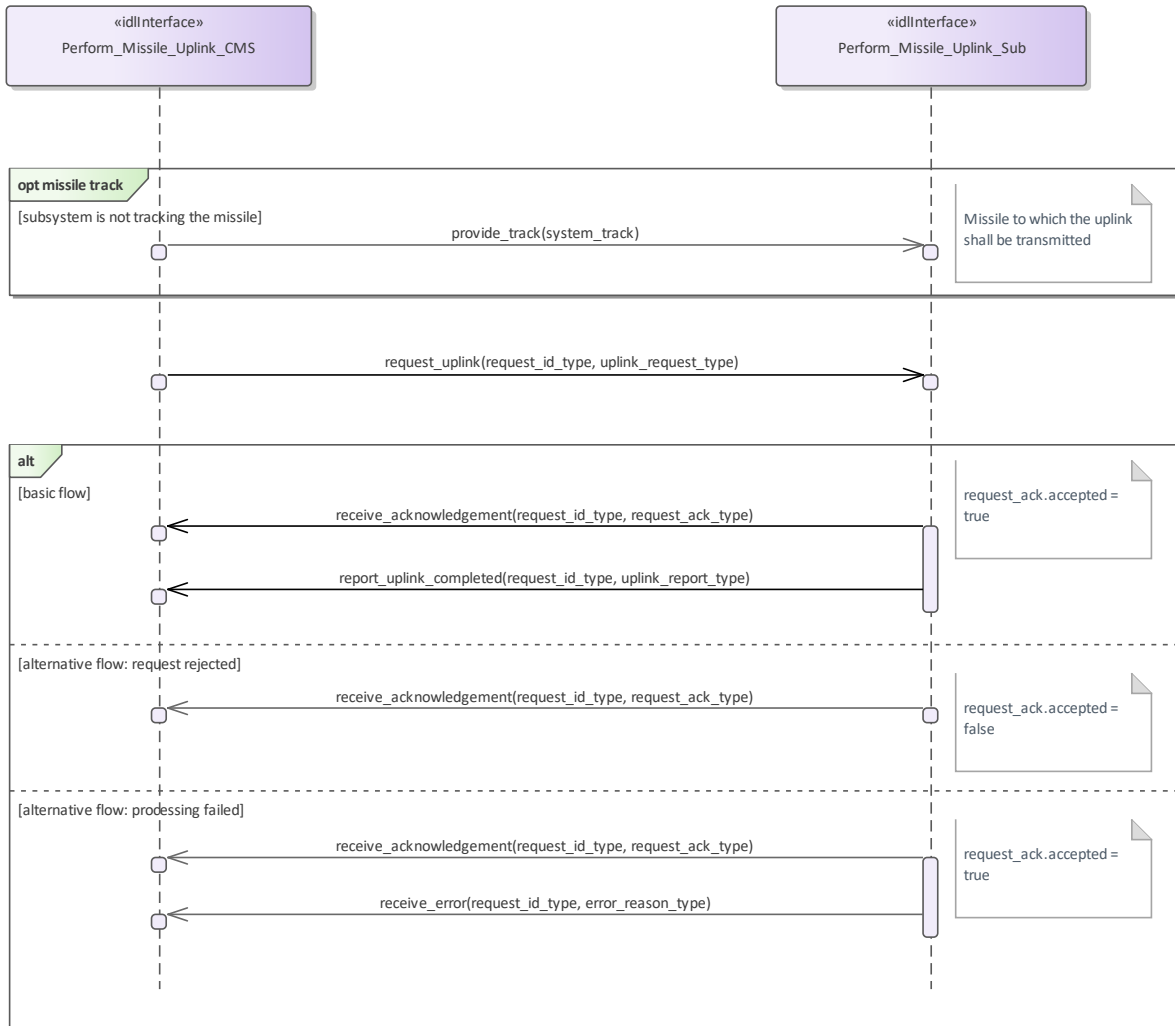 «idlInterface»
Perform_Missile_Uplink_CMS
«idlInterface»
Perform_Missile_Uplink_Sub
opt missile track
[subsystem is not tracking the missile]
provide_track(system_track)
Missile to which the uplink
shall be transmitted
request_uplink(request_id_type, uplink_request_type)
alt
[basic flow]
request_ack.accepted =
true
receive_acknowledgement(request_id_type, request_ack_type)
report_uplink_completed(request_id_type, uplink_report_type)
[alternative flow: request rejected]
receive_acknowledgement(request_id_type, request_ack_type)
request_ack.accepted =
false
[alternative flow: processing failed]
receive_acknowledgement(request_id_type, request_ack_type)
request_ack.accepted =
true
receive_error(request_id_type, error_reason_type)